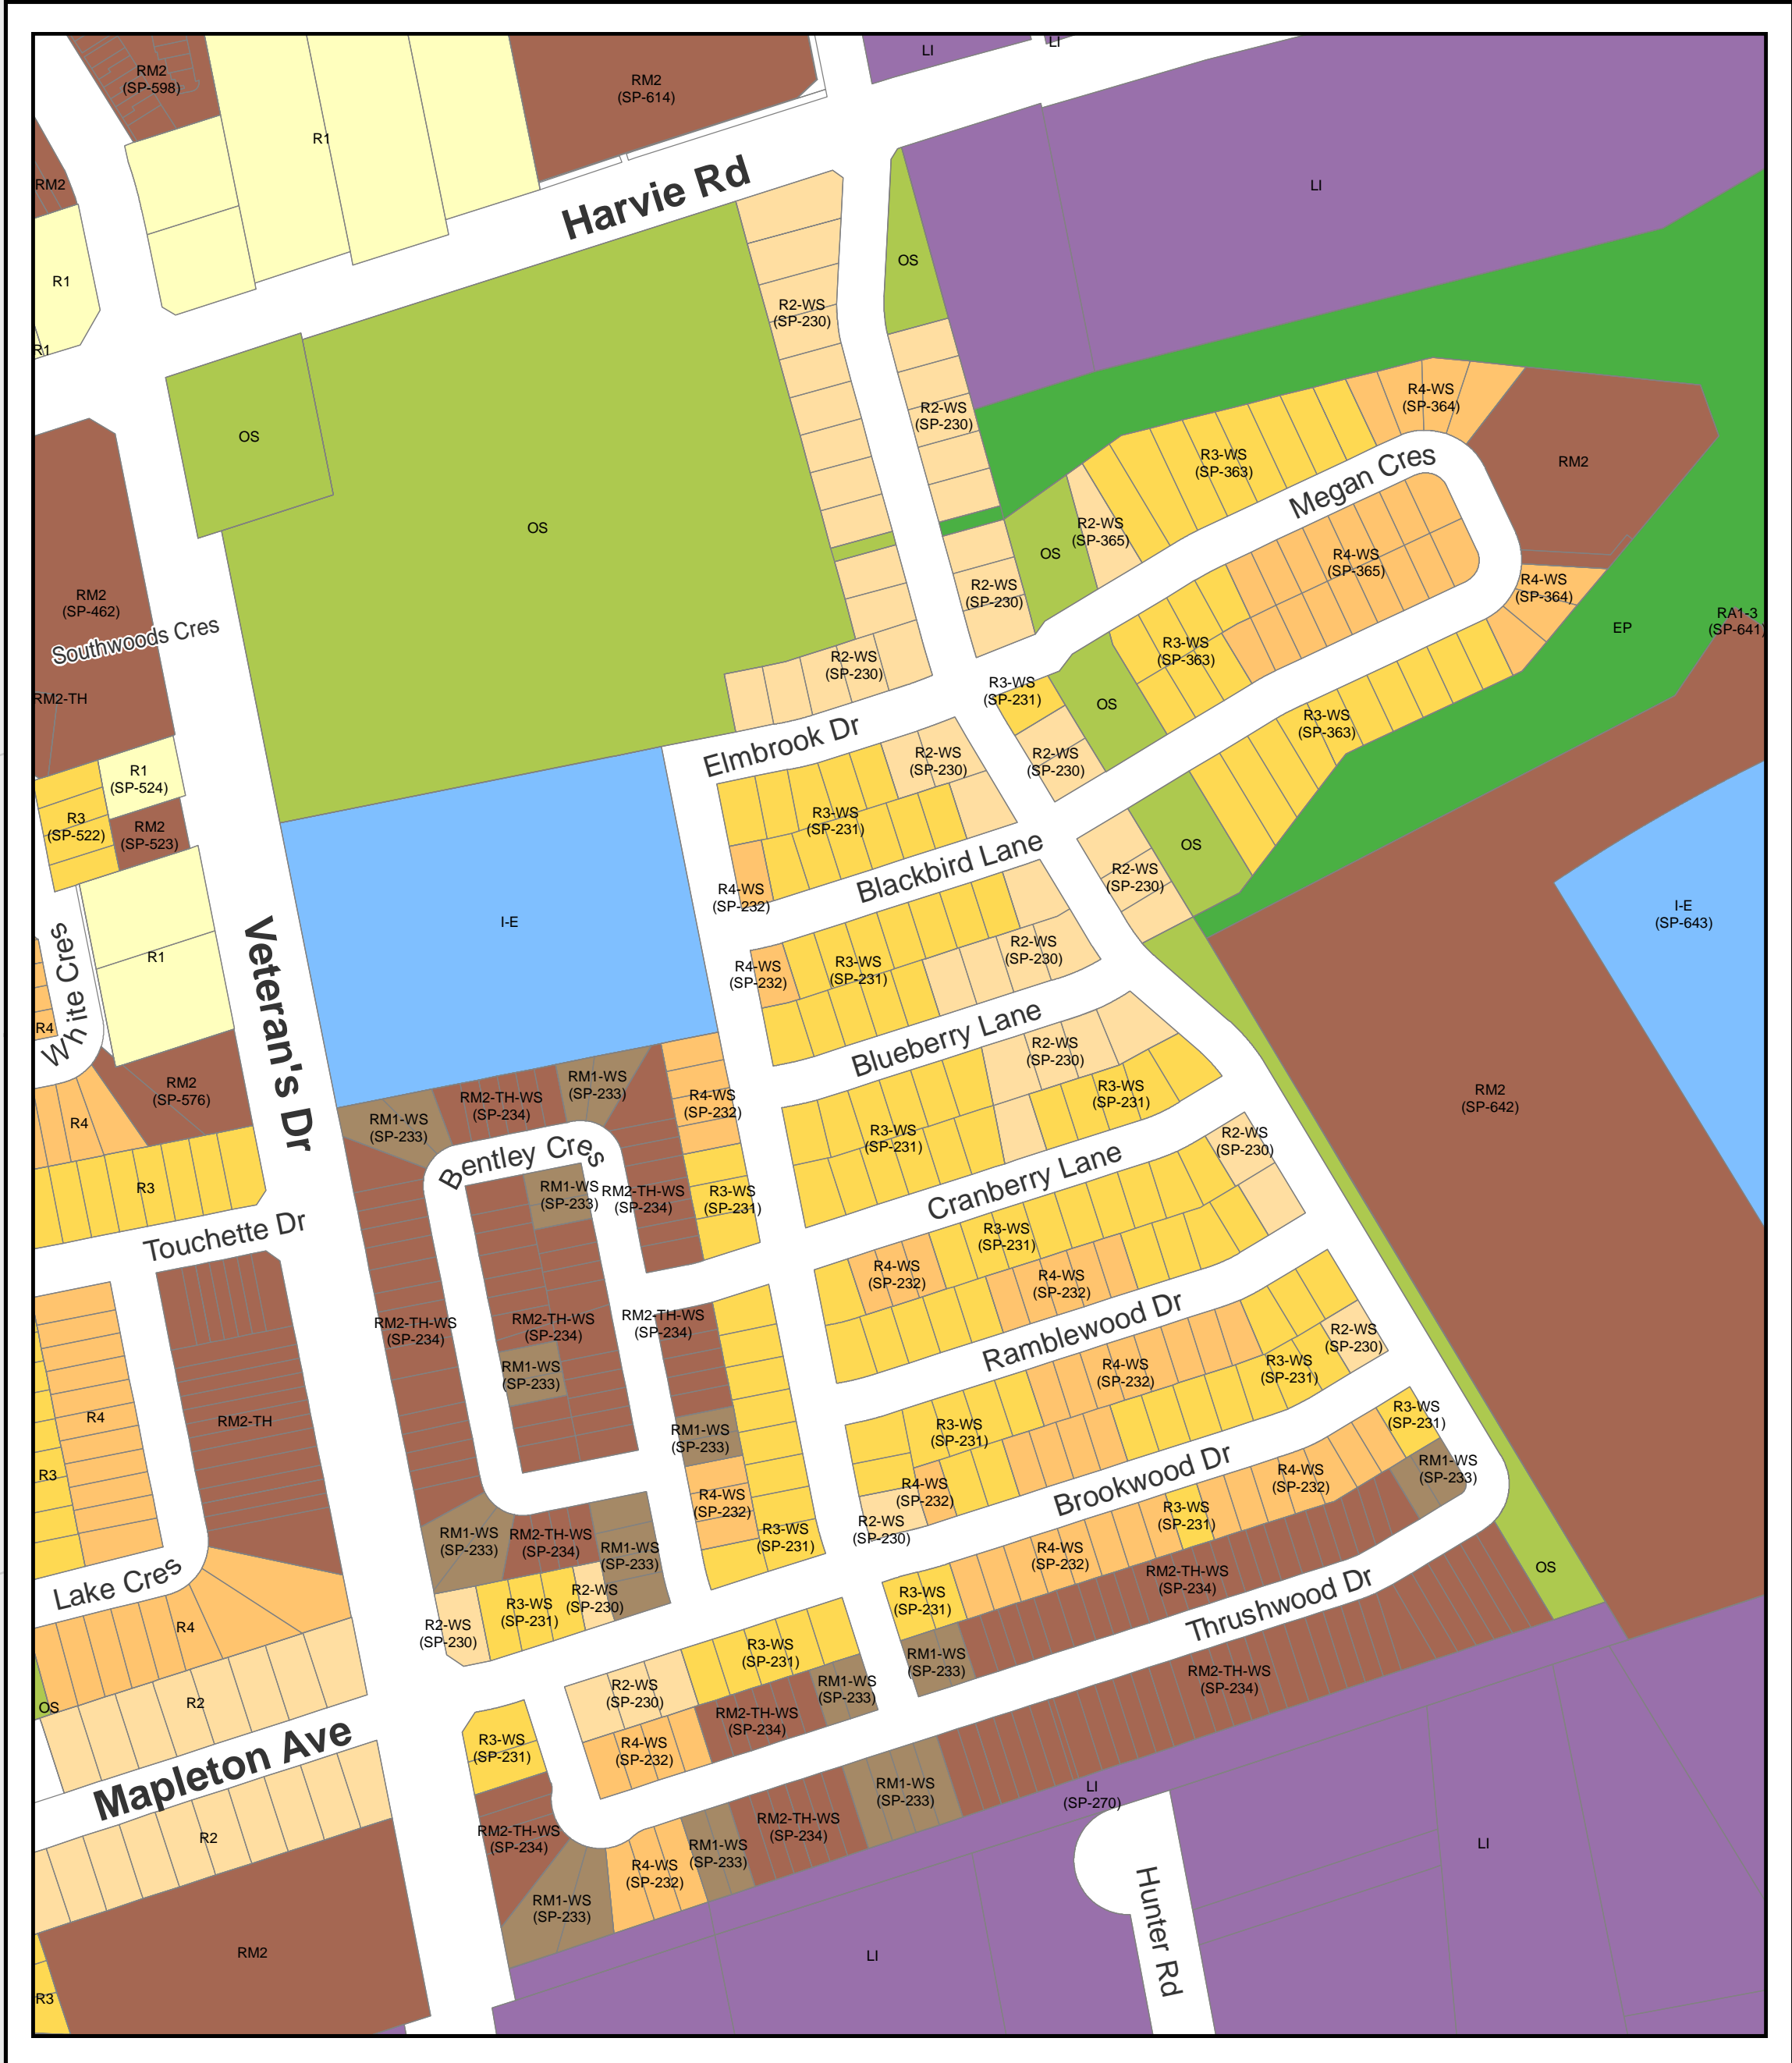 LI
LI
RM2
(SP-598)
RM2
(SP-614)
R1
RM2
LI
Harvie Rd
OS
R1
R2-WS
(SP-230)
R1
R4-WS
(SP-364)
R2-WS
(SP-230)
OS
R3-WS
(SP-363)
RM2
Megan Cres
OS
R2-WS
(SP-365)
OS
R4-WS
(SP-365)
R2-WS
(SP-230)
R4-WS
(SP-364)
RM2
(SP-462)
RA1-3
(SP-641)
EP
Southwoods Cres
R3-WS
(SP-363)
R2-WS
(SP-230)
R3-WS
(SP-231)
RM2-TH
OS
R3-WS
(SP-363)
Elmbrook Dr
R2-WS
(SP-230)
R2-WS
(SP-230)
R1
(SP-524)
R3
(SP-522)
RM2
(SP-523)
R3-WS
(SP-231)
OS
Blackbird Lane
R2-WS
(SP-230)
R4-WS
(SP-232)
I-E
I-E
(SP-643)
White Cres
Veteran's Dr
R1
R2-WS
(SP-230)
R4-WS
(SP-232)
R3-WS
(SP-231)
R4
Blueberry Lane
R2-WS
(SP-230)
RM2
(SP-576)
RM1-WS
(SP-233)
RM2-TH-WS
(SP-234)
RM1-WS
(SP-233)
R4-WS
(SP-232)
R3-WS
(SP-231)
RM2
(SP-642)
R4
R3-WS
(SP-231)
R2-WS
(SP-230)
Bentley Cres
Cranberry Lane
R3
RM1-WS
(SP-233)
RM2-TH-WS
(SP-234)
R3-WS
(SP-231)
Touchette Dr
R3-WS
(SP-231)
R4-WS
(SP-232)
R4-WS
(SP-232)
RM2-TH-WS
(SP-234)
RM2-TH-WS
(SP-234)
RM2-TH-WS
(SP-234)
Ramblewood Dr
R2-WS
(SP-230)
RM1-WS
(SP-233)
R4-WS
(SP-232)
R3-WS
(SP-231)
R4
RM2-TH
R3-WS
(SP-231)
R3-WS
(SP-231)
RM1-WS
(SP-233)
R3
Brookwood Dr
RM1-WS
(SP-233)
R4-WS
(SP-232)
R4-WS
(SP-232)
R4-WS
(SP-232)
R3-WS
(SP-231)
R2-WS
(SP-230)
R3-WS
(SP-231)
RM1-WS
(SP-233)
RM2-TH-WS
(SP-234)
RM1-WS
(SP-233)
R4-WS
(SP-232)
Lake Cres
RM2-TH-WS
(SP-234)
OS
R2-WS
(SP-230)
R3-WS
(SP-231)
R2-WS
(SP-230)
R3-WS
(SP-231)
Thrushwood Dr
R4
R3-WS
(SP-231)
RM1-WS
(SP-233)
RM2-TH-WS
(SP-234)
OS
R2
R2-WS
(SP-230)
RM1-WS
(SP-233)
RM2-TH-WS
(SP-234)
Mapleton Ave
R3-WS
(SP-231)
R4-WS
(SP-232)
RM1-WS
(SP-233)
LI
(SP-270)
R2
RM2-TH-WS
(SP-234)
RM2-TH-WS
(SP-234)
RM1-WS
(SP-233)
LI
R4-WS
(SP-232)
RM1-WS
(SP-233)
Hunter Rd
RM2
LI
R3